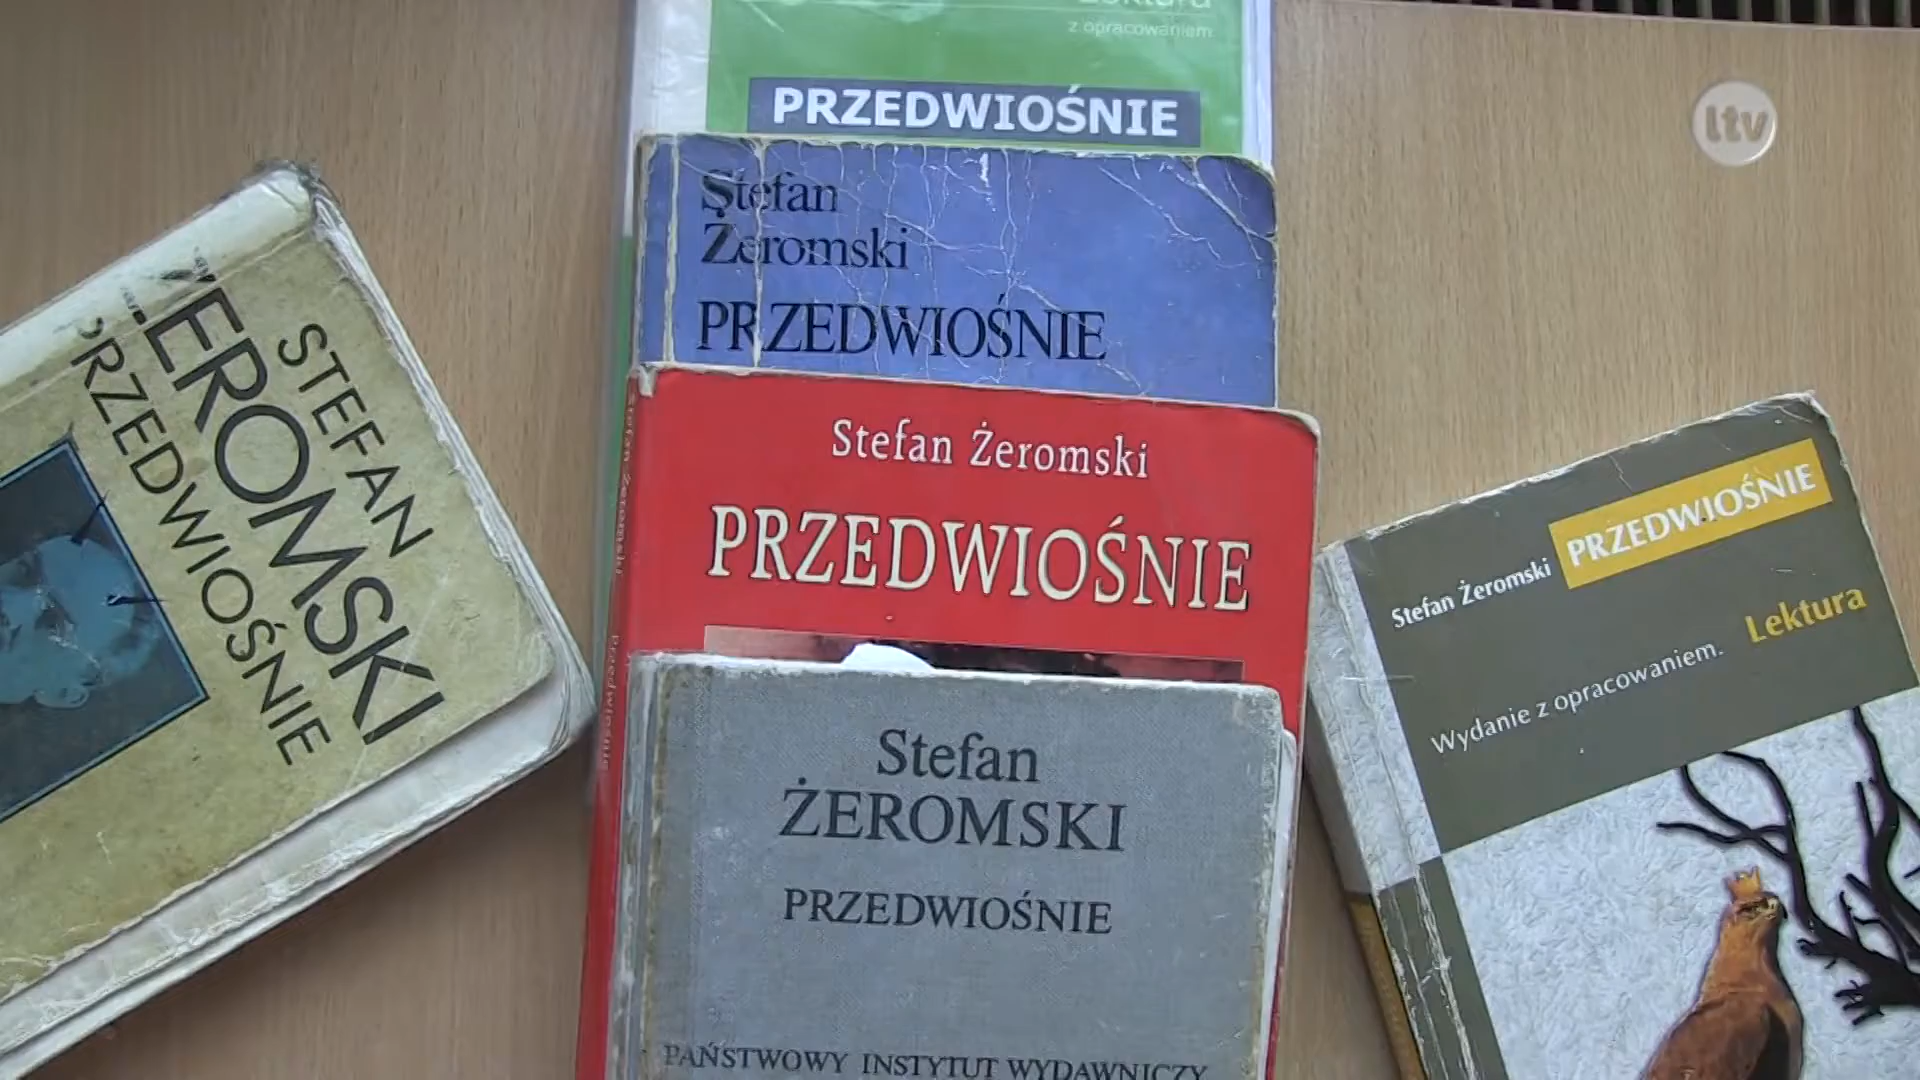 Lektura
z opracowaniem
PRZEDWIOŚNIE
ltv
Stefan
Żeromski
PRZEDWIOŚNIE
STEFAN
ŻEROMSKI
PRZEDWIOŚNIE
Stefan Żeromski
PRZEDWIOŚNIE
Stefan Żeromski
Przedwiośnie
Stefan Żeromski PRZEDWIOŚNIE
Wydanie z opracowaniem. Lektura
Stefan
ŻEROMSKI
PRZEDWIOŚNIE
PAŃSTWOWY INSTYTUT WYDAWNICZY